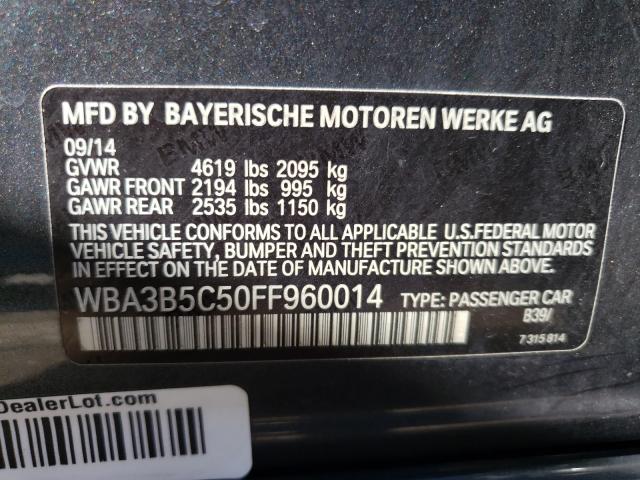 MFD BY BAYERISCHE MOTOREN WERKE AG
09/14
GVWR 4619 lbs 2095 kg
GAWR FRONT 2194 lbs 995 kg
GAWR REAR 2535 lbs 1150 kg
THIS VEHICLE CONFORMS TO ALL APPLICABLE U.S.FEDERAL MOTOR
VEHICLE SAFETY, BUMPER AND THEFT PREVENTION STANDARDS
IN EFFECT ON THE DATE OF MANUFACTURE SHOWN ABOVE.
WBA3B5C50FF960014 TYPE: PASSENGER CAR
B39/
7315814
DealerLot.com